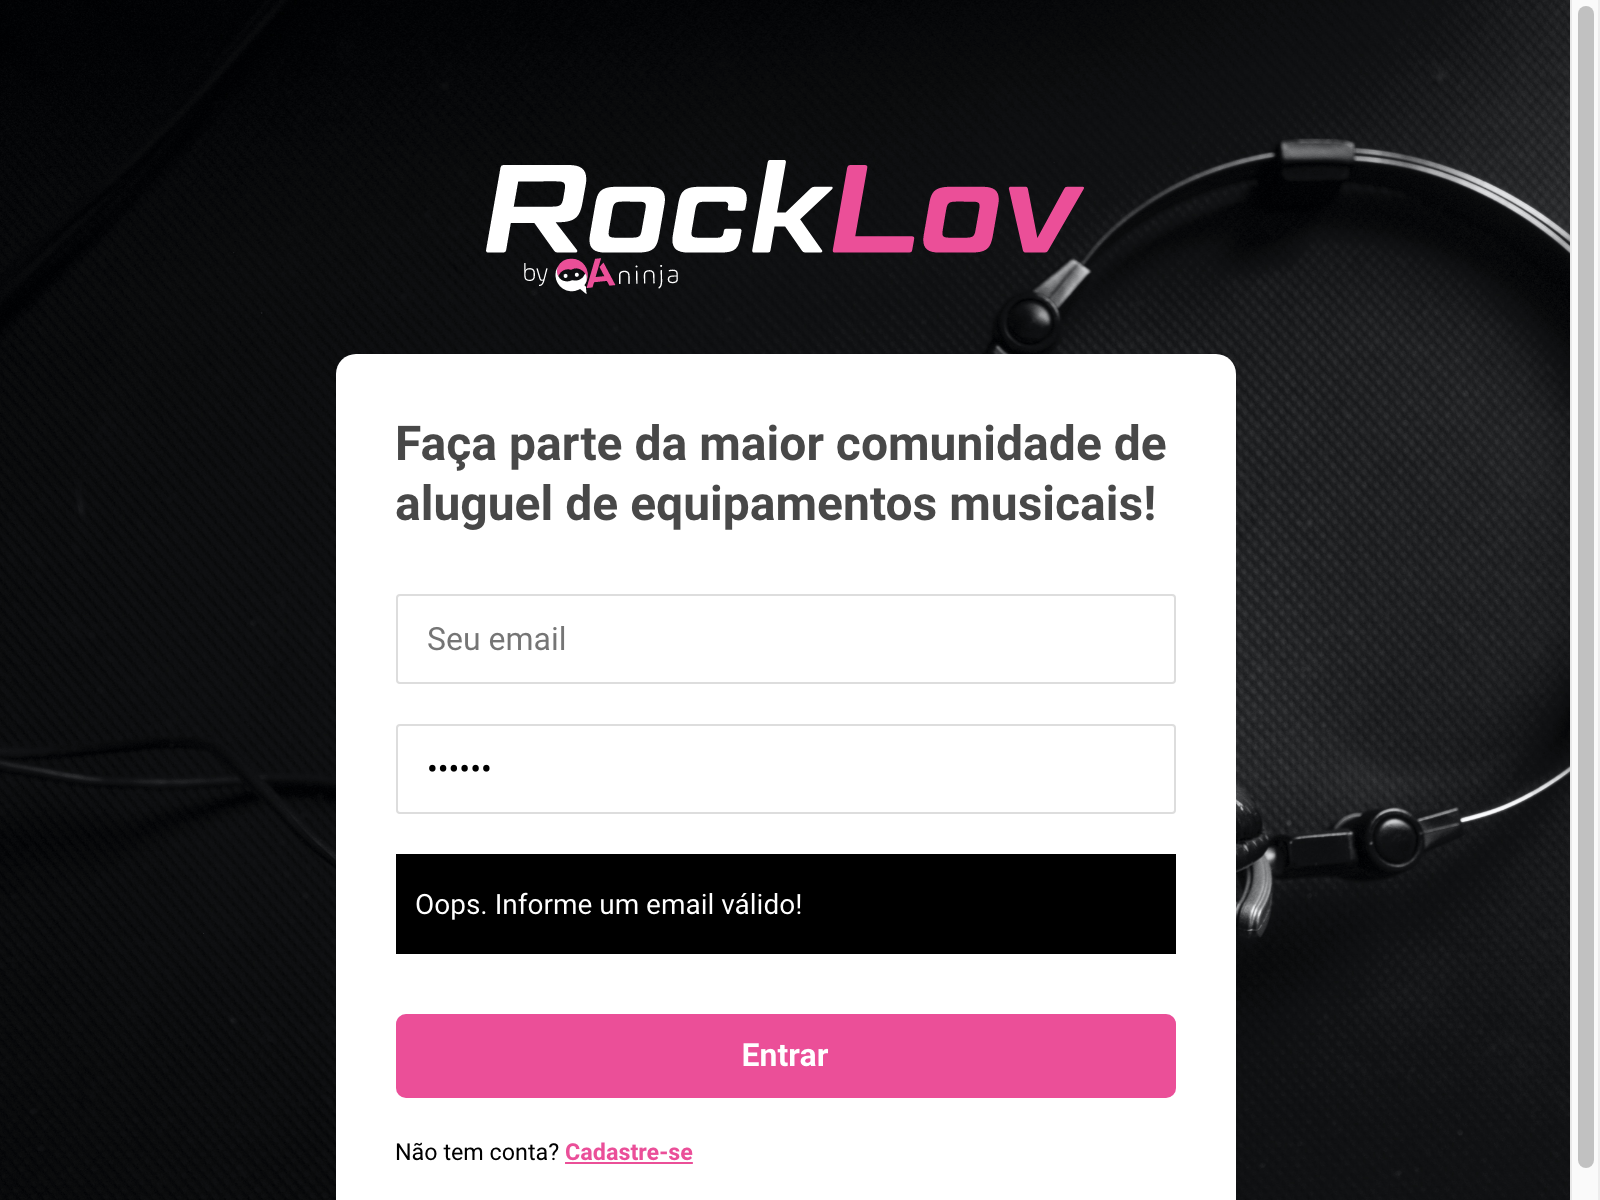 RockLov
by QAninja
Faça parte da maior comunidade de
aluguel de equipamentos musicais!
Seu email
••••••
Oops. Informe um email válido!
Entrar
Não tem conta? Cadastre-se